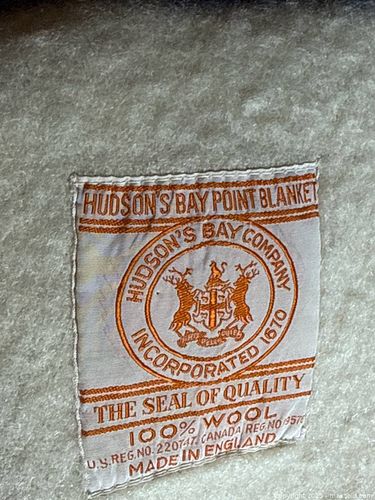 HUDSON'S BAY POINT BLANKET
HUDSON'S BAY COMPANY
INCORPORATED 1670
THE SEAL OF QUALITY
100% WOOL
U.S. REG. NO. 220747. CANADA REG. NO.
MADE IN ENGLAND